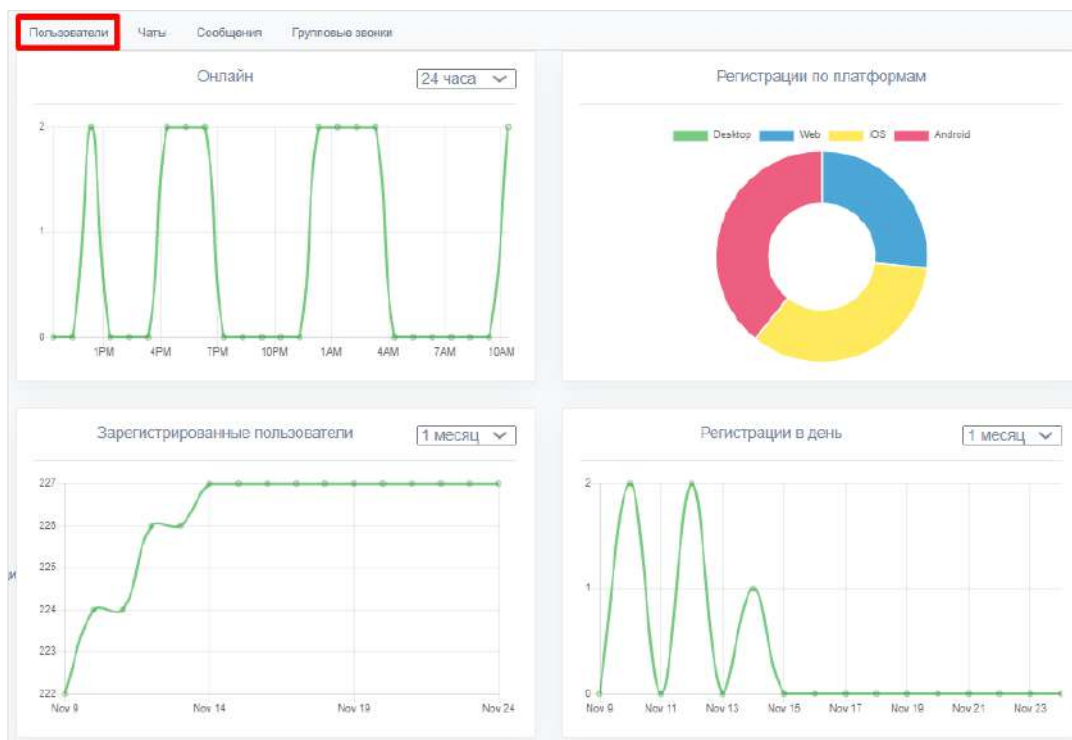 Пользователи Чаты Сообщения Групповые звонки
Онлайн 24 часа
2
1
0
1PM 4PM 7PM 10PM 1AM 4AM 7AM 10AM
Регистрации по платформам
Desktop Web iOS Android
Зарегистрированные пользователи 1 месяц
227
226
225
224
223
222
Nov 9 Nov 14 Nov 19 Nov 24
Регистрации в день 1 месяц
2
1
0
Nov 9 Nov 11 Nov 13 Nov 15 Nov 17 Nov 19 Nov 21 Nov 23